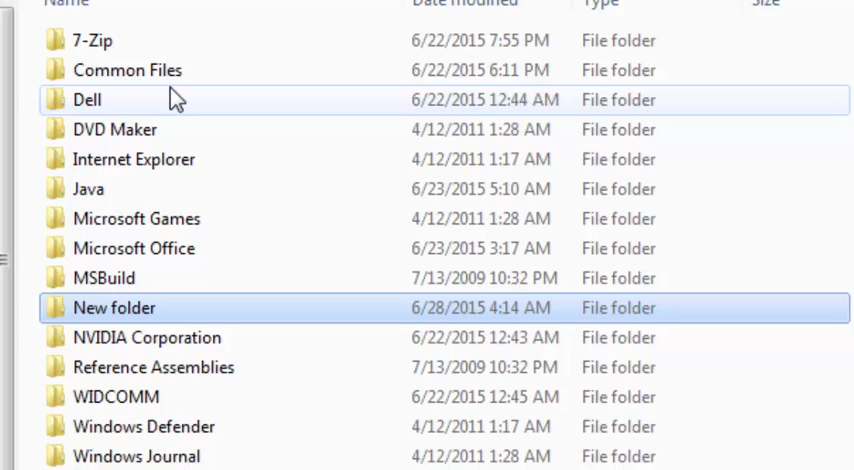 Name Date modified Type Size
7-Zip 6/22/2015 7:55 PM File folder
Common Files 6/22/2015 6:11 PM File folder
Dell 6/22/2015 12:44 AM File folder
DVD Maker 4/12/2011 1:28 AM File folder
Internet Explorer 4/12/2011 1:17 AM File folder
Java 6/23/2015 5:10 AM File folder
Microsoft Games 4/12/2011 1:28 AM File folder
Microsoft Office 6/23/2015 3:17 AM File folder
MSBuild 7/13/2009 10:32 PM File folder
New folder 6/28/2015 4:14 AM File folder
NVIDIA Corporation 6/22/2015 12:43 AM File folder
Reference Assemblies 7/13/2009 10:32 PM File folder
WIDCOMM 6/22/2015 12:45 AM File folder
Windows Defender 4/12/2011 1:17 AM File folder
Windows Journal 4/12/2011 1:28 AM File folder